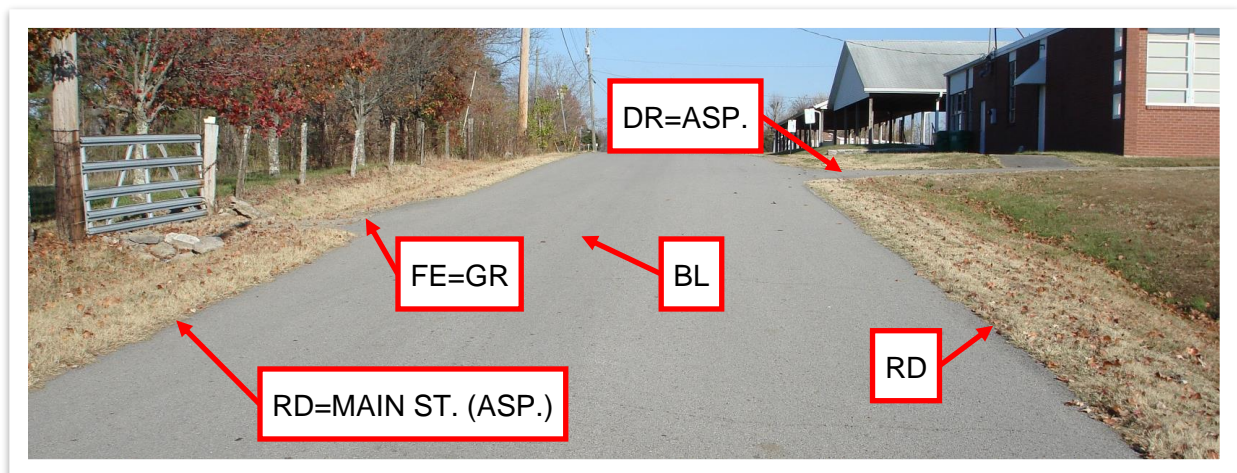 DR=ASP.
FE=GR
BL
RD
RD=MAIN ST. (ASP.)